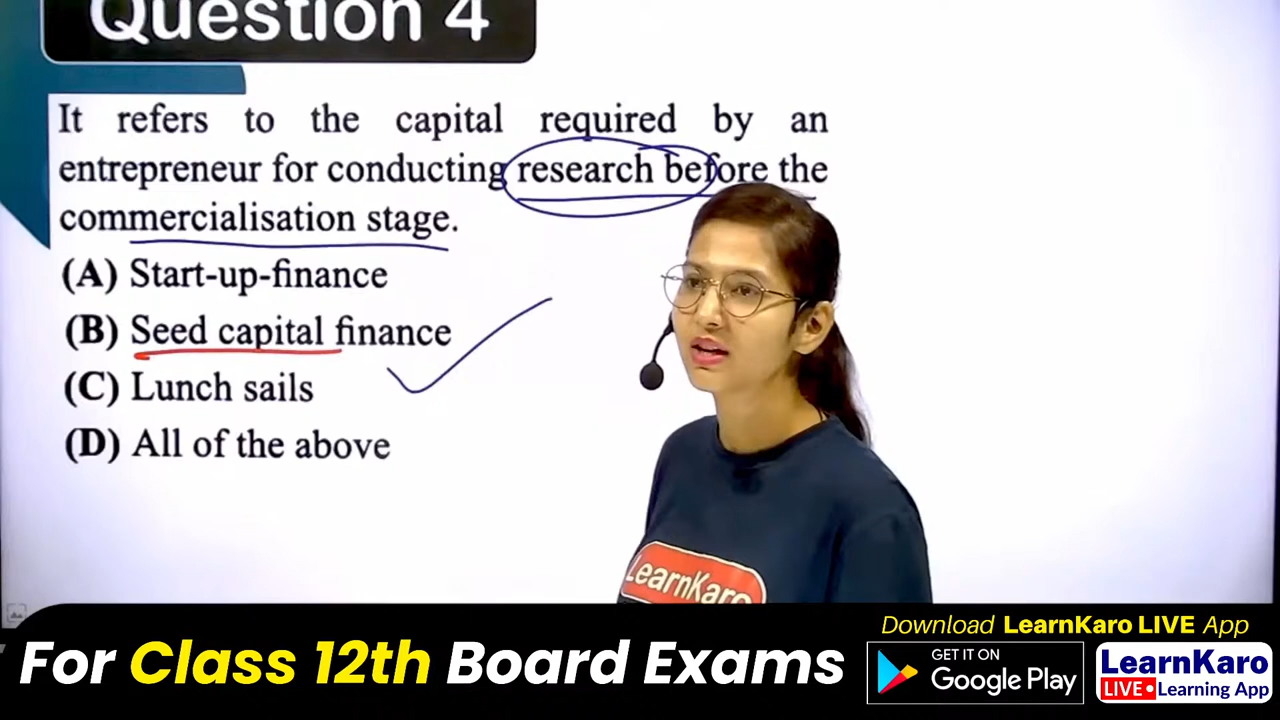 Question 4
It refers to the capital required by an
entrepreneur for conducting research before the
commercialisation stage.
(A) Start-up-finance
(B) Seed capital finance
(C) Lunch sails
(D) All of the above
LearnKaro
For Class 12th Board Exams
Download LearnKaro LIVE App
GET IT ON
Google Play
LearnKaro
LIVE Learning App